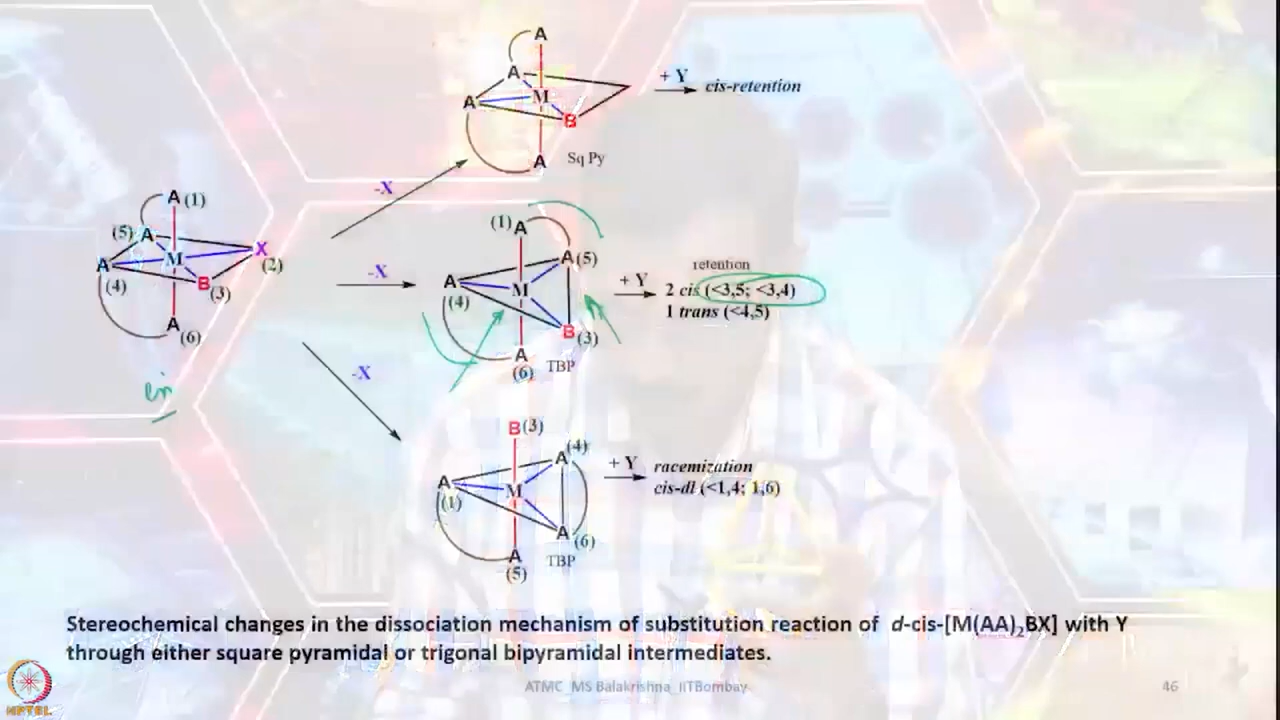 A
A
+ Y
cis-retention
M
A
B
A
Sq Py
-X
A (1)
(5) A
X
M
(2)
A
B
(4)
(3)
A
(6)
cis
-X
(1) A
A (5)
A
M
(4)
B
(3)
A
(6)
TBP
+ Y
retention
2 cis (<3,5; <3,4)
1 trans (<4,5)
-X
B (3)
(4)
A
A
M
(1)
A
(6)
A
TBP
(5)
+ Y
racemization
cis-dl (<1,4; 1,6)
Stereochemical changes in the dissociation mechanism of substitution reaction of d-cis-[M(AA)2BX] with Y
through either square pyramidal or trigonal bipyramidal intermediates.
NPTEL
ATMC_MS Balakrishna_IITBombay
46